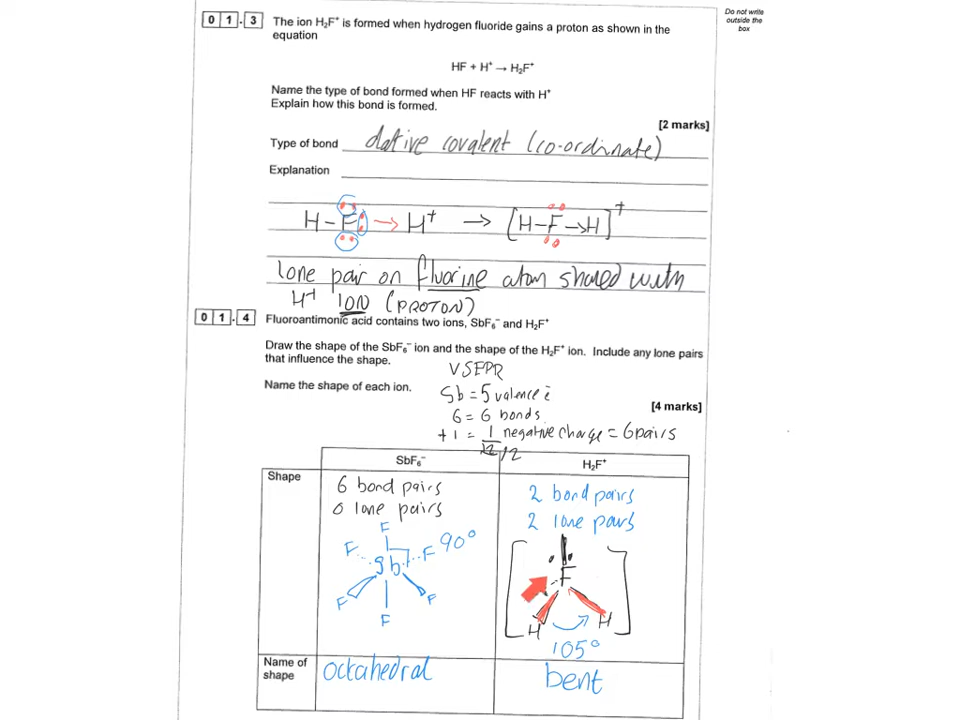 Do not write
outside the
box
0 1 . 3 The ion H₂F⁺ is formed when hydrogen fluoride gains a proton as shown in the
equation
HF + H⁺ → H₂F⁺
Name the type of bond formed when HF reacts with H⁺
Explain how this bond is formed.
[2 marks]
Type of bond dative covalent (co-ordinate)
Explanation
H – F → H⁺ → [H – F → H]⁺
lone pair on fluorine atom shared with
H⁺ ION (PROTON)
0 1 . 4 Fluoroantimonic acid contains two ions, SbF₆⁻ and H₂F⁺
Draw the shape of the SbF₆⁻ ion and the shape of the H₂F⁺ ion. Include any lone pairs
that influence the shape.
VSEPR
Name the shape of each ion.
Sb = 5 valence ē
[4 marks]
6 = 6 bonds
+1 = 1 negative charge = 6 pairs
12/2
SbF₆⁻ H₂F⁺
Shape
6 bond pairs
0 lone pairs
F
F F 90°
Sb
F F
F
2 bond pairs
2 lone pairs
F
H H
105°
Name of
shape
octahedral
bent